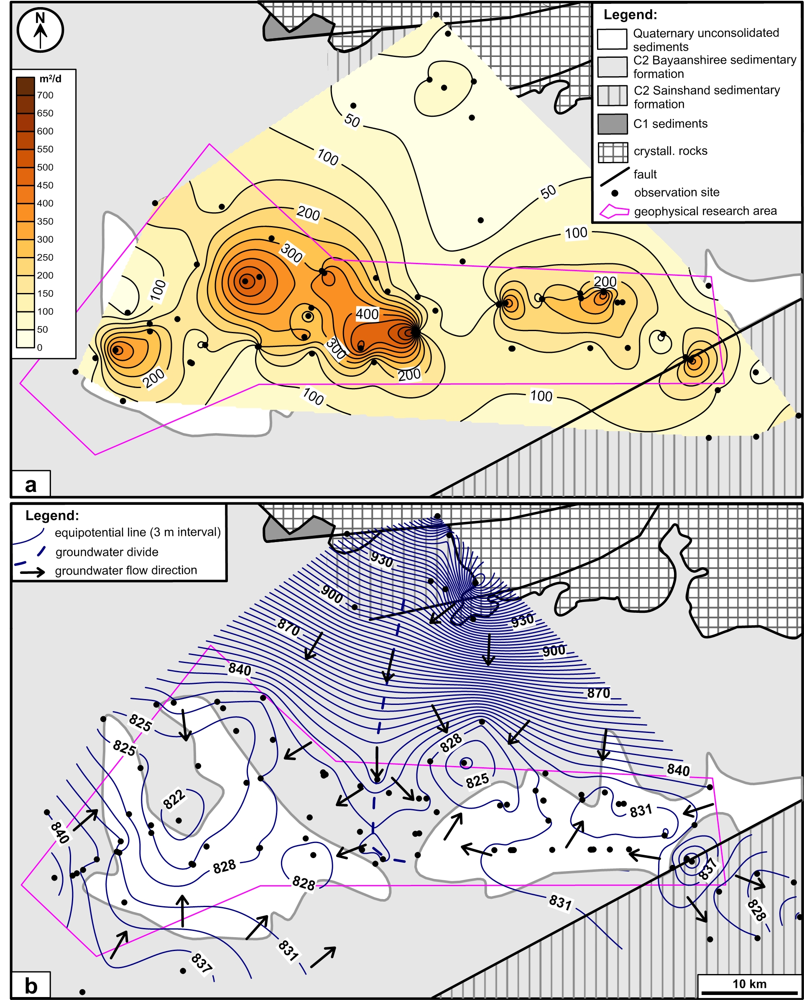 N
m²/d
700
650
600
550
500
450
400
350
300
250
200
150
100
50
0
Legend:
Quaternary unconsolidated
sediments
C2 Bayaanshiree sedimentary
formation
C2 Sainshand sedimentary
formation
C1 sediments
crystall. rocks
fault
observation site
geophysical research area
50
100
50
200
100
300
100
200
400
300
200
200
100
100
a
Legend:
equipotential line (3 m interval)
groundwater divide
groundwater flow direction
930
900
930
870
900
840
870
825
828
825
840
825
822
831
840
828
837
828
831
828
831
837
b
10 km